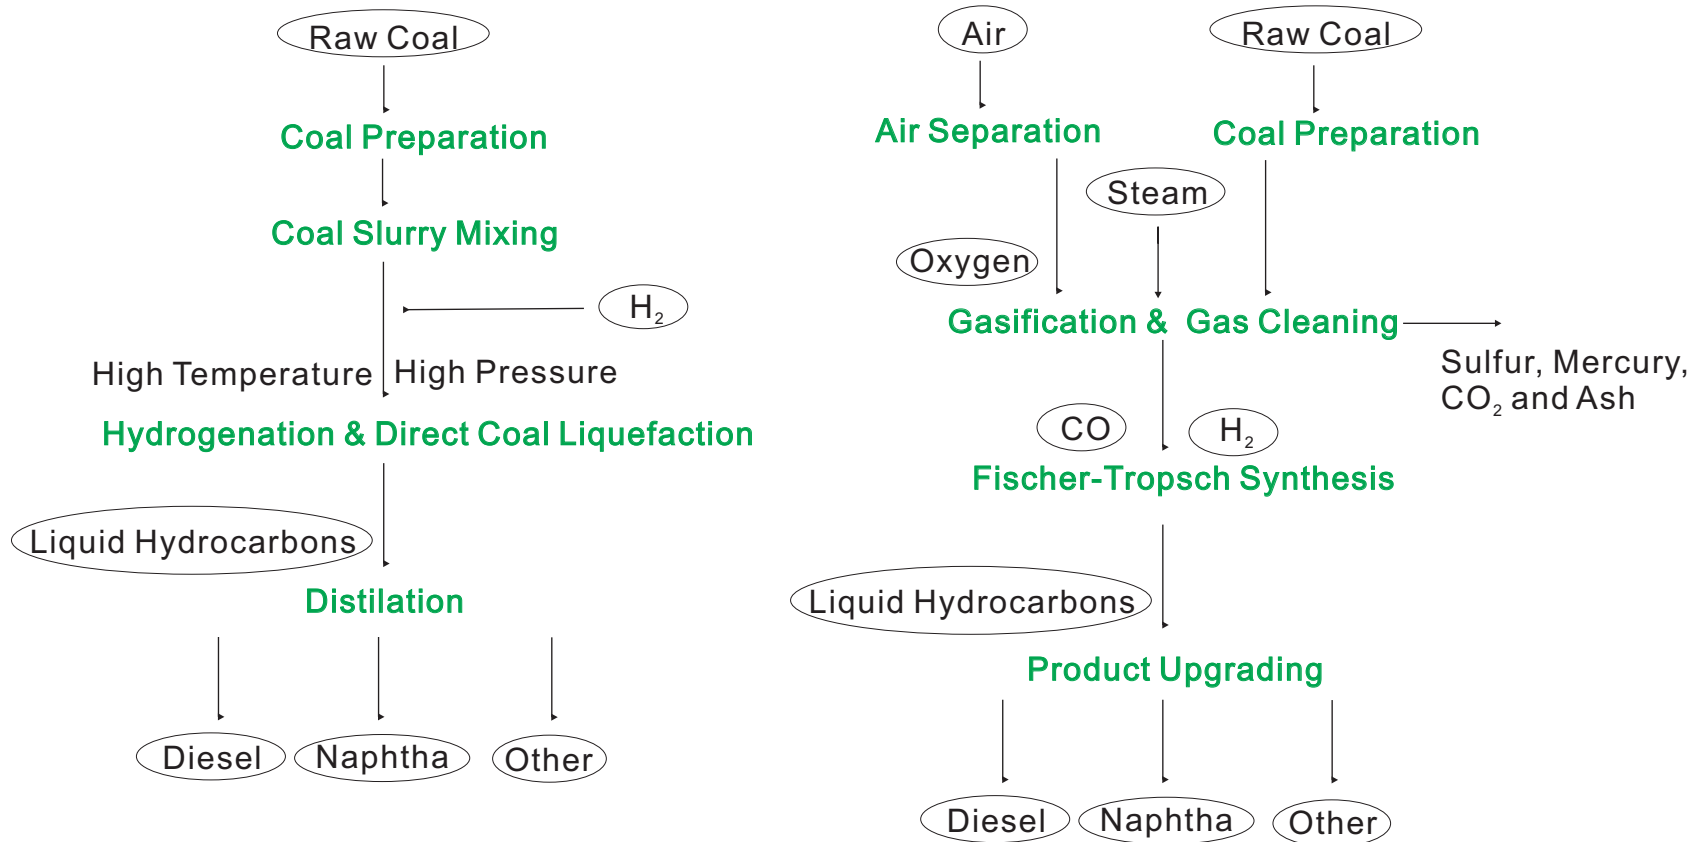 Raw Coal
Coal Preparation
Coal Slurry Mixing
H₂
High Temperature
High Pressure
Hydrogenation & Direct Coal Liquefaction
Liquid Hydrocarbons
Distilation
Diesel
Naphtha
Other
Air
Raw Coal
Air Separation
Coal Preparation
Steam
Oxygen
Gasification & Gas Cleaning
Sulfur, Mercury,
CO₂ and Ash
CO
H₂
Fischer-Tropsch Synthesis
Liquid Hydrocarbons
Product Upgrading
Diesel
Naphtha
Other